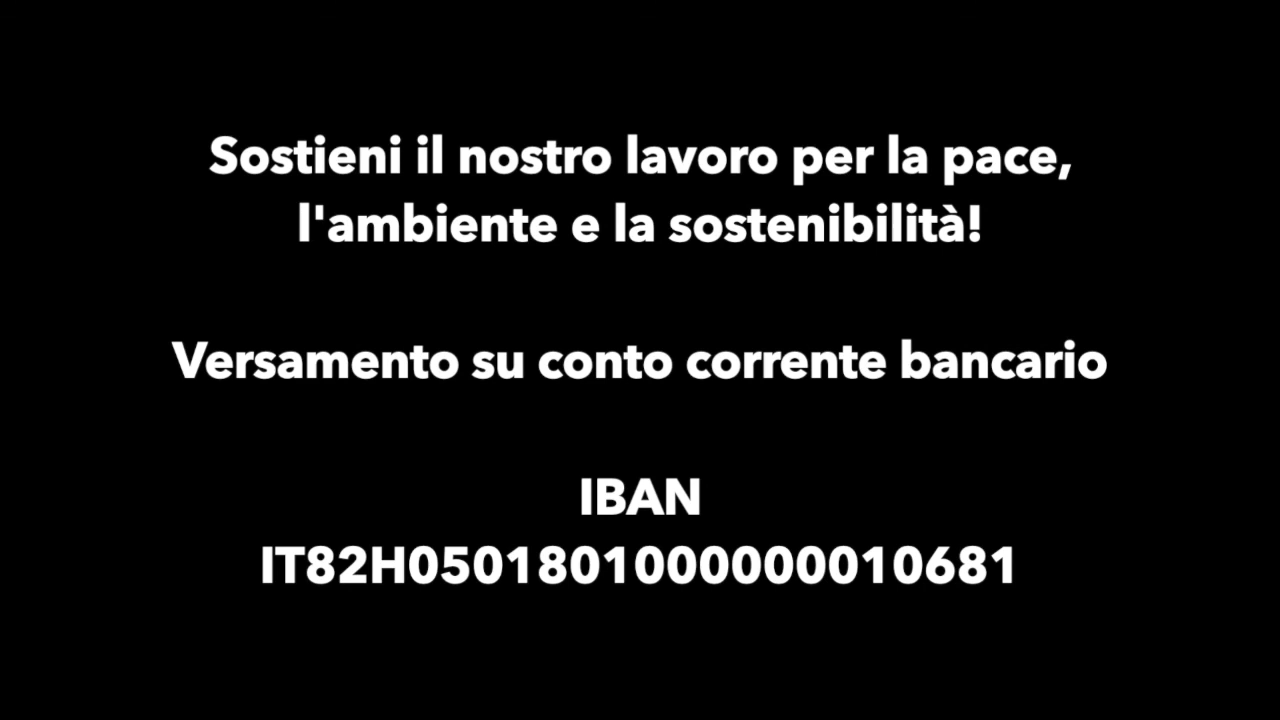 Sostieni il nostro lavoro per la pace,
l'ambiente e la sostenibilità!
Versamento su conto corrente bancario
IBAN
IT82H0501801000000010681